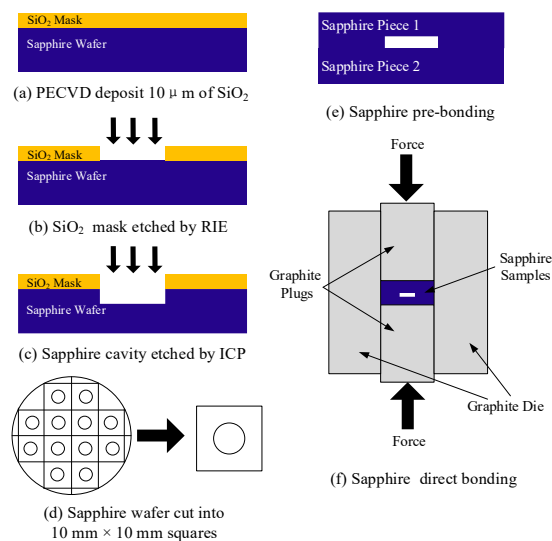 SiO₂ Mask
Sapphire Wafer
(a) PECVD deposit 10 μm of SiO₂
SiO₂ Mask
Sapphire Wafer
(b) SiO₂ mask etched by RIE
SiO₂ Mask
Sapphire Wafer
(c) Sapphire cavity etched by ICP
(d) Sapphire wafer cut into
10 mm × 10 mm squares
Sapphire Piece 1
Sapphire Piece 2
(e) Sapphire pre-bonding
Force
Graphite
Plugs
Sapphire
Samples
Graphite Die
Force
(f) Sapphire direct bonding